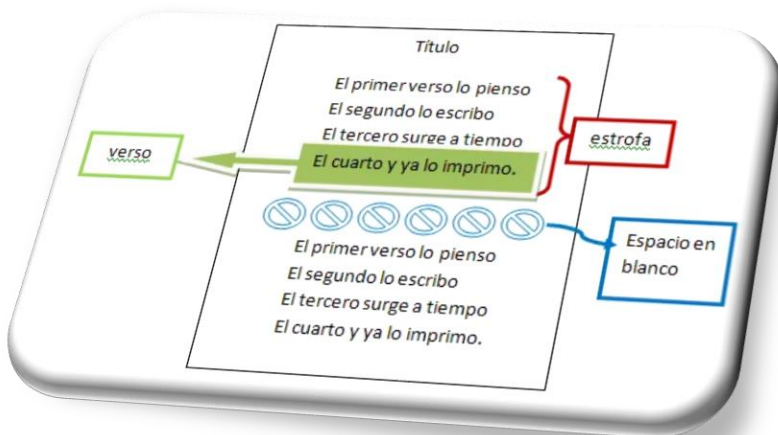 Título
El primer verso lo pienso
El segundo lo escribo
El tercero surge a tiempo
El cuarto y ya lo imprimo.
verso
estrofa
Espacio en
blanco
El primer verso lo pienso
El segundo lo escribo
El tercero surge a tiempo
El cuarto y ya lo imprimo.